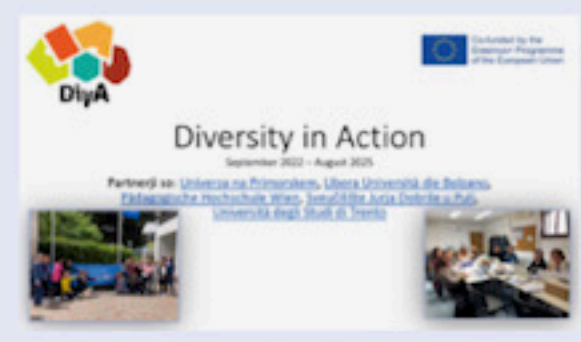 DiyA
Co-funded by the
Erasmus+ Programme
of the European Union
Diversity in Action
September 2022 – August 2025
Partnerji so: Univerza na Primorskem, Libera Università die Bolzano,
Pädagogische Hochschule Wien, Sveučilište Jurja Dobrile u Puli,
Università degli Studi di Trento